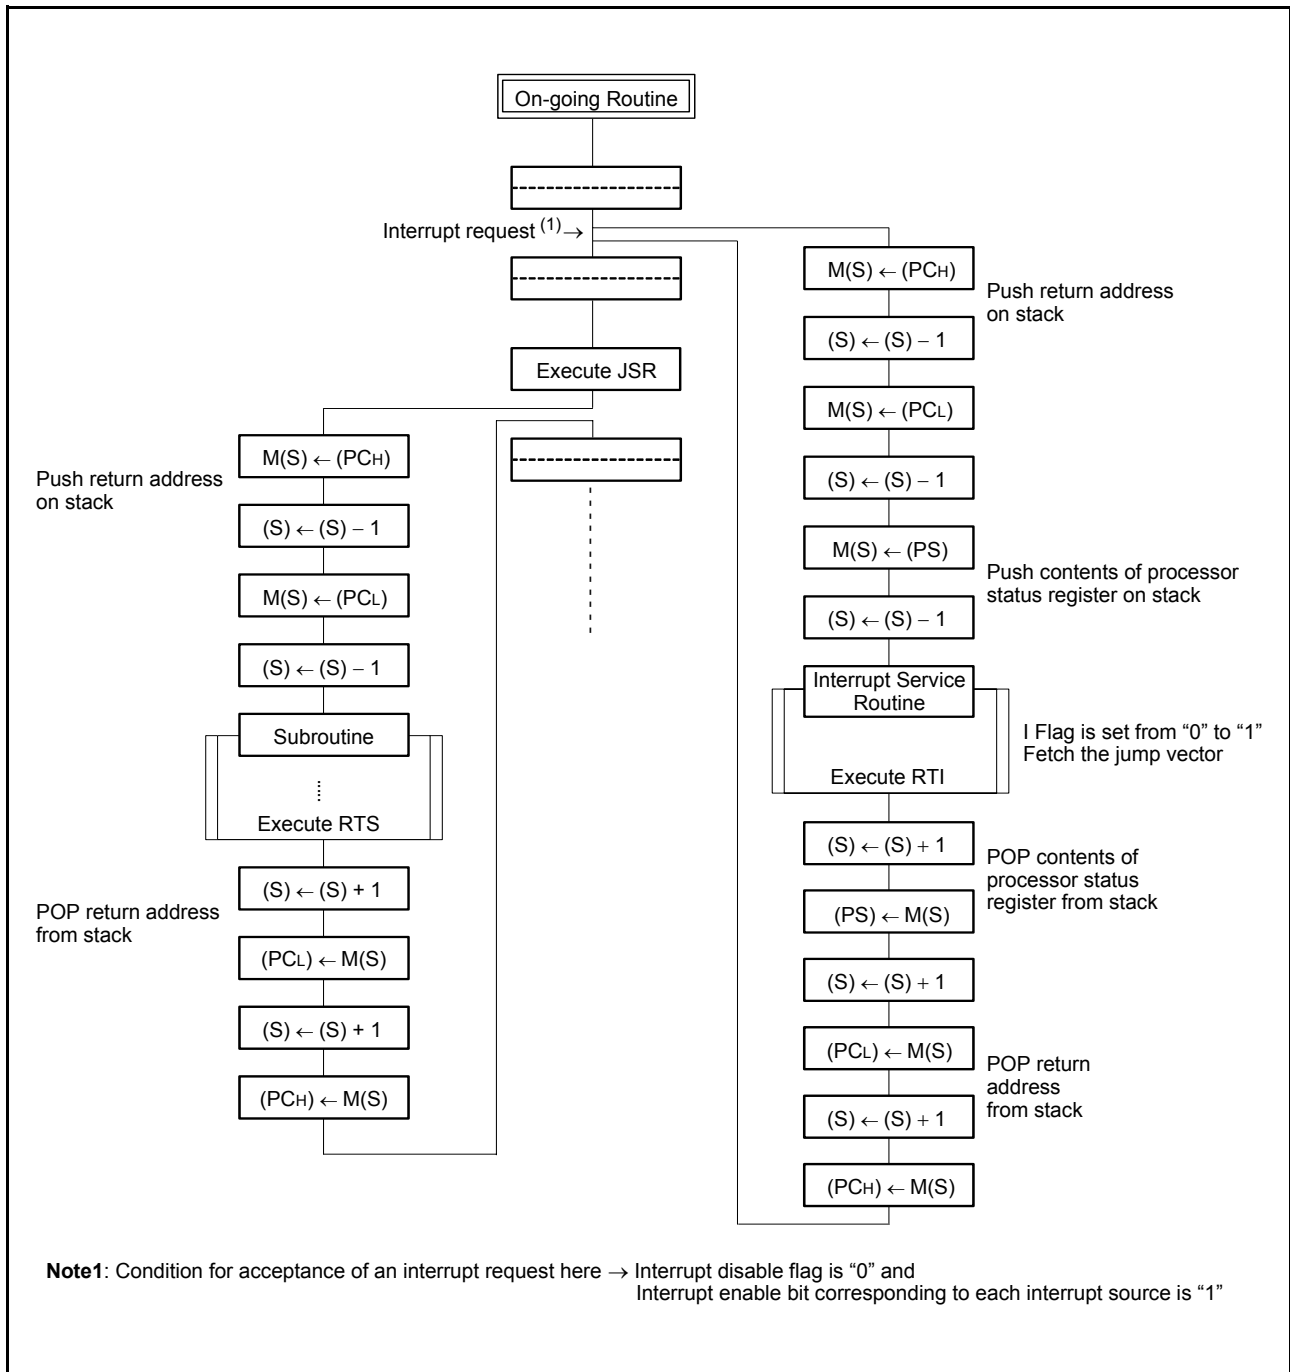 On-going Routine
Interrupt request (1) →
Execute JSR
M(S) ← (PCH)
Push return address
on stack
(S) ← (S) − 1
M(S) ← (PCL)
(S) ← (S) − 1
Subroutine
Execute RTS
(S) ← (S) + 1
POP return address
from stack
(PCL) ← M(S)
(S) ← (S) + 1
(PCH) ← M(S)
M(S) ← (PCH)
Push return address
on stack
(S) ← (S) − 1
M(S) ← (PCL)
(S) ← (S) − 1
M(S) ← (PS)
Push contents of processor
status register on stack
(S) ← (S) − 1
Interrupt Service
Routine
I Flag is set from “0” to “1”
Fetch the jump vector
Execute RTI
(S) ← (S) + 1
POP contents of
processor status
register from stack
(PS) ← M(S)
(S) ← (S) + 1
(PCL) ← M(S)
POP return
address
from stack
(S) ← (S) + 1
(PCH) ← M(S)
Note1: Condition for acceptance of an interrupt request here → Interrupt disable flag is “0” and
Interrupt enable bit corresponding to each interrupt source is “1”